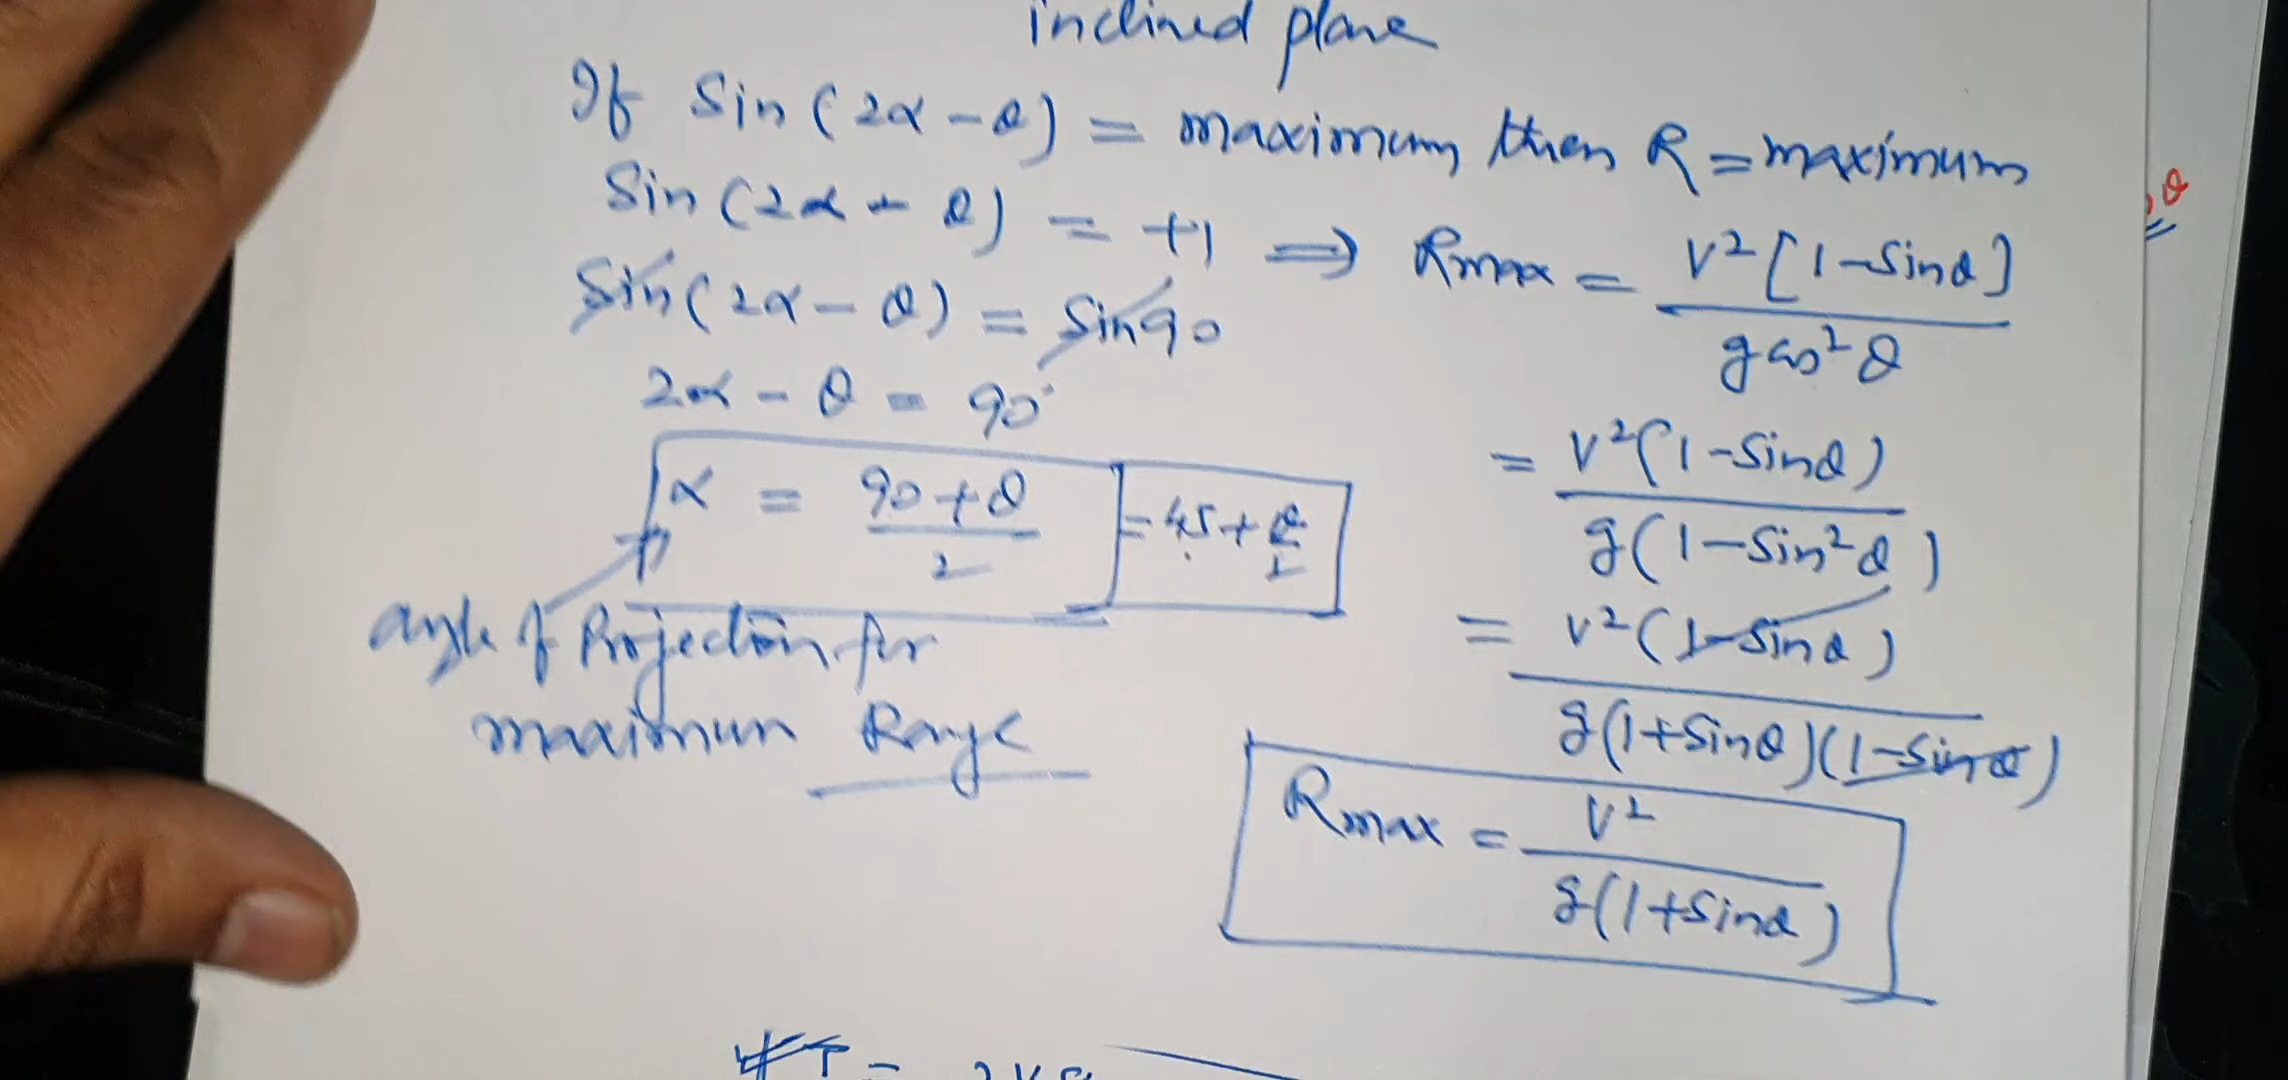 inclined plane
If Sin (2α - θ) = maximum then R = maximum
Sin (2α - θ) = +1 ⇒ Rmax = V²[1-Sinθ] / g cos²θ
Sin (2α - θ) = Sin90
2α - θ = 90°
= V²(1-Sinθ) / g(1-Sin²θ)
α = 90+θ / 2 = 45+ θ/2
= V²(1-Sinθ) / g(1+Sinθ)(1-Sinθ)
angle of Projection for
maximum Range
Rmax = V² / g(1+Sinθ)
θ
T =